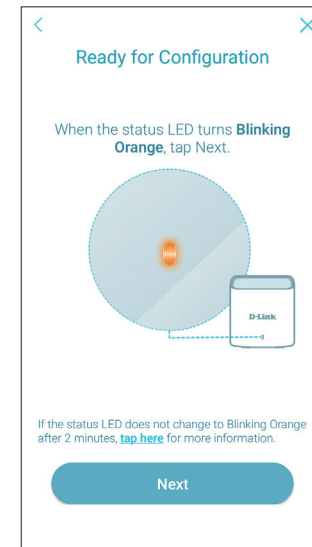 Ready for Configuration
When the status LED turns Blinking
Orange, tap Next.
D-Link
If the status LED does not change to Blinking Orange
after 2 minutes, tap here for more information.
Next